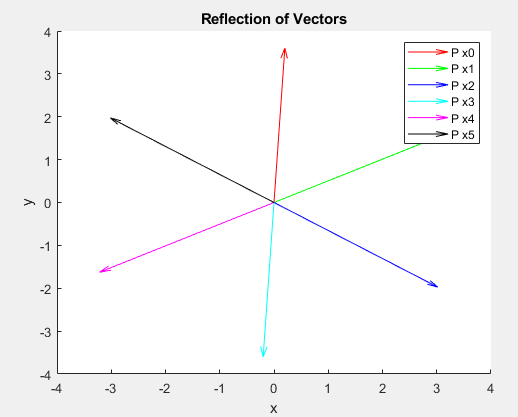 Reflection of Vectors
4
3
2
1
0
-1
-2
-3
-4
y
P x0
P x1
P x2
P x3
P x4
P x5
-4 -3 -2 -1 0 1 2 3 4
x